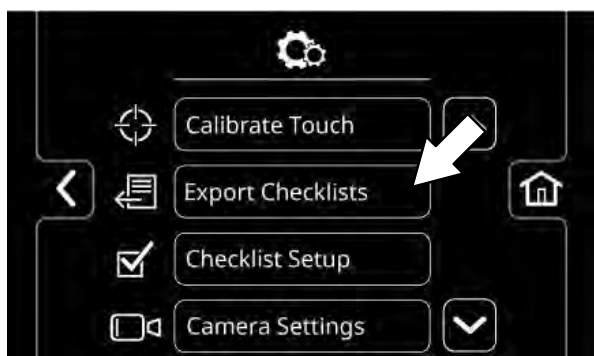 Calibrate Touch
Export Checklists
Checklist Setup
Camera Settings